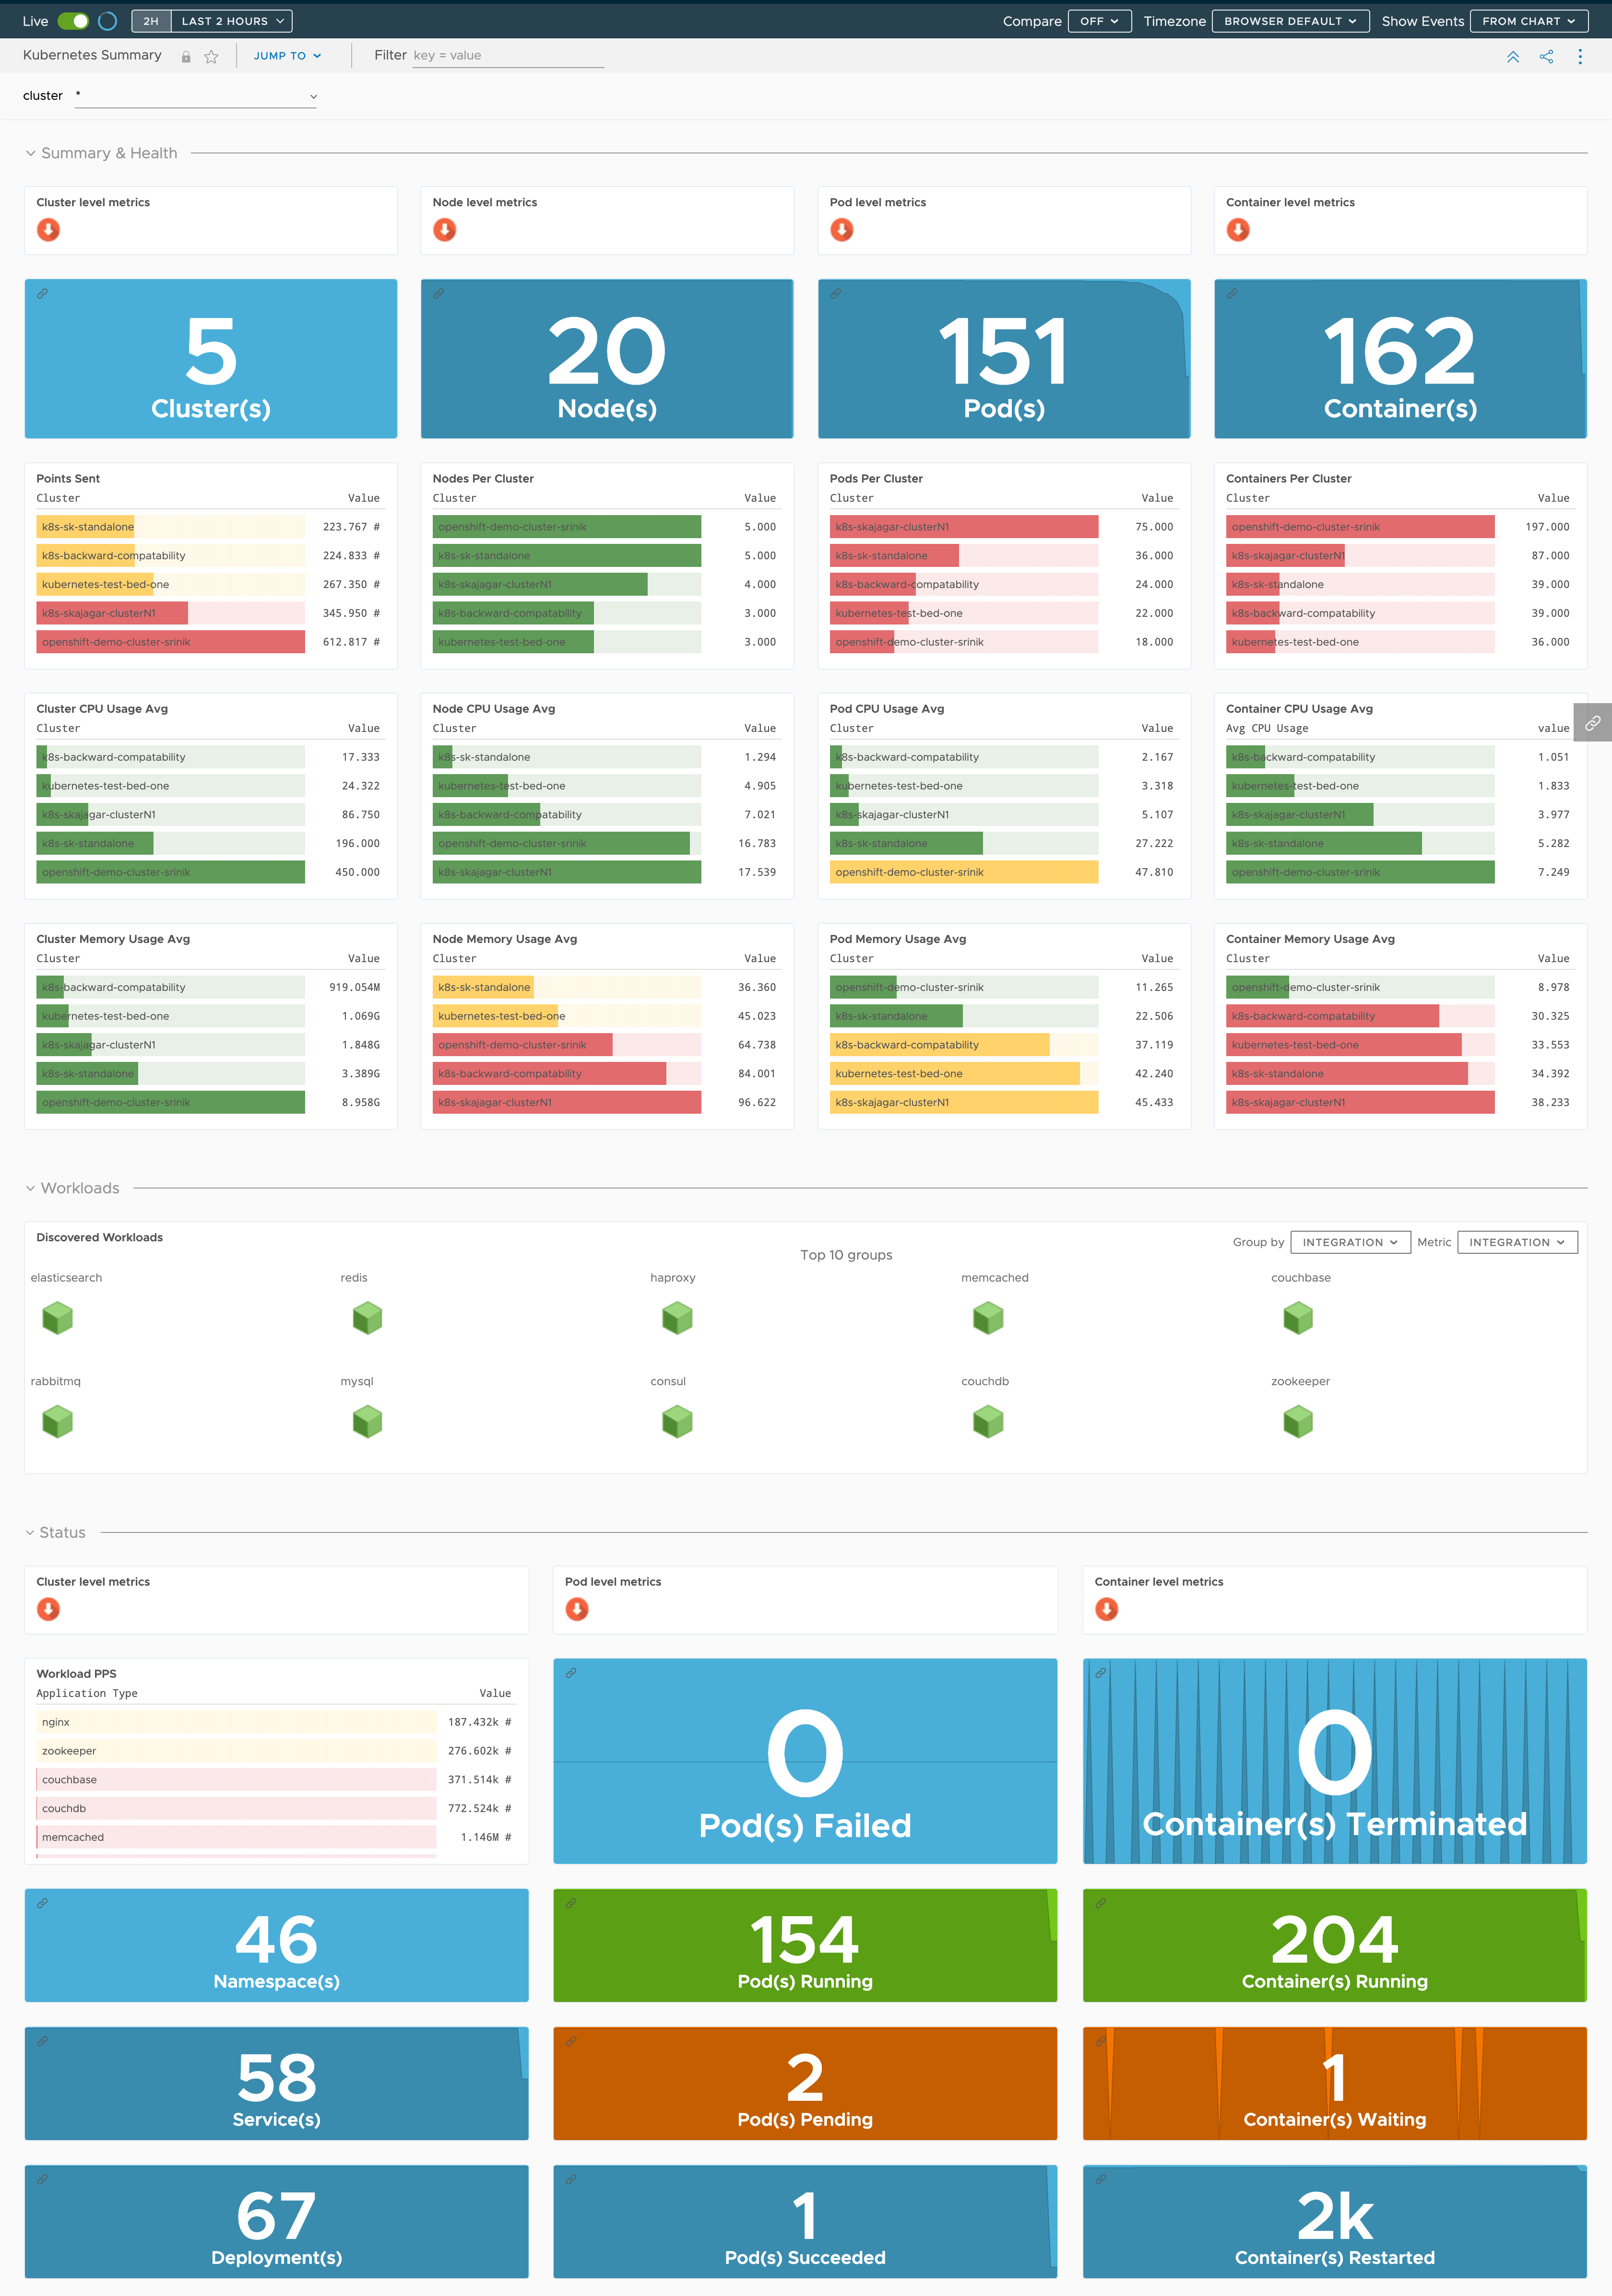 Live 2H LAST 2 HOURS Compare OFF Timezone BROWSER DEFAULT Show Events FROM CHART
Kubernetes Summary JUMP TO Filter key = value
cluster *
Summary & Health
Cluster level metrics
Node level metrics
Pod level metrics
Container level metrics
5
Cluster(s)
20
Node(s)
151
Pod(s)
162
Container(s)
Points Sent
Cluster Value
k8s-sk-standalone 223.767 #
k8s-backward-compatability 224.833 #
kubernetes-test-bed-one 267.350 #
k8s-skajagar-clusterN1 345.950 #
openshift-demo-cluster-srinik 612.817 #
Nodes Per Cluster
Cluster Value
openshift-demo-cluster-srinik 5.000
k8s-sk-standalone 5.000
k8s-skajagar-clusterN1 4.000
k8s-backward-compatability 3.000
kubernetes-test-bed-one 3.000
Pods Per Cluster
Cluster Value
k8s-skajagar-clusterN1 75.000
k8s-sk-standalone 36.000
k8s-backward-compatability 24.000
kubernetes-test-bed-one 22.000
openshift-demo-cluster-srinik 18.000
Containers Per Cluster
Cluster Value
openshift-demo-cluster-srinik 197.000
k8s-skajagar-clusterN1 87.000
k8s-sk-standalone 39.000
k8s-backward-compatability 39.000
kubernetes-test-bed-one 36.000
Cluster CPU Usage Avg
Cluster Value
k8s-backward-compatability 17.333
kubernetes-test-bed-one 24.322
k8s-skajagar-clusterN1 86.750
k8s-sk-standalone 196.000
openshift-demo-cluster-srinik 450.000
Node CPU Usage Avg
Cluster Value
k8s-sk-standalone 1.294
kubernetes-test-bed-one 4.905
k8s-backward-compatability 7.021
openshift-demo-cluster-srinik 16.783
k8s-skajagar-clusterN1 17.539
Pod CPU Usage Avg
Cluster Value
k8s-backward-compatability 2.167
kubernetes-test-bed-one 3.318
k8s-skajagar-clusterN1 5.107
k8s-sk-standalone 27.222
openshift-demo-cluster-srinik 47.810
Container CPU Usage Avg
Avg CPU Usage value
k8s-backward-compatability 1.051
kubernetes-test-bed-one 1.833
k8s-skajagar-clusterN1 3.977
k8s-sk-standalone 5.282
openshift-demo-cluster-srinik 7.249
Cluster Memory Usage Avg
Cluster Value
k8s-backward-compatability 919.054M
kubernetes-test-bed-one 1.069G
k8s-skajagar-clusterN1 1.848G
k8s-sk-standalone 3.389G
openshift-demo-cluster-srinik 8.958G
Node Memory Usage Avg
Cluster Value
k8s-sk-standalone 36.360
kubernetes-test-bed-one 45.023
openshift-demo-cluster-srinik 64.738
k8s-backward-compatability 84.001
k8s-skajagar-clusterN1 96.622
Pod Memory Usage Avg
Cluster Value
openshift-demo-cluster-srinik 11.265
k8s-sk-standalone 22.506
k8s-backward-compatability 37.119
kubernetes-test-bed-one 42.240
k8s-skajagar-clusterN1 45.433
Container Memory Usage Avg
Cluster Value
openshift-demo-cluster-srinik 8.978
k8s-backward-compatability 30.325
kubernetes-test-bed-one 33.553
k8s-sk-standalone 34.392
k8s-skajagar-clusterN1 38.233
Workloads
Discovered Workloads
Group by INTEGRATION Metric INTEGRATION
Top 10 groups
elasticsearch redis haproxy memcached couchbase
rabbitmq mysql consul couchdb zookeeper
Status
Cluster level metrics
Pod level metrics
Container level metrics
Workload PPS
Application Type Value
nginx 187.432k #
zookeeper 276.602k #
couchbase 371.514k #
couchdb 772.524k #
memcached 1.146M #
0
Pod(s) Failed
0
Container(s) Terminated
46
Namespace(s)
154
Pod(s) Running
204
Container(s) Running
58
Service(s)
2
Pod(s) Pending
1
Container(s) Waiting
67
Deployment(s)
1
Pod(s) Succeeded
2k
Container(s) Restarted